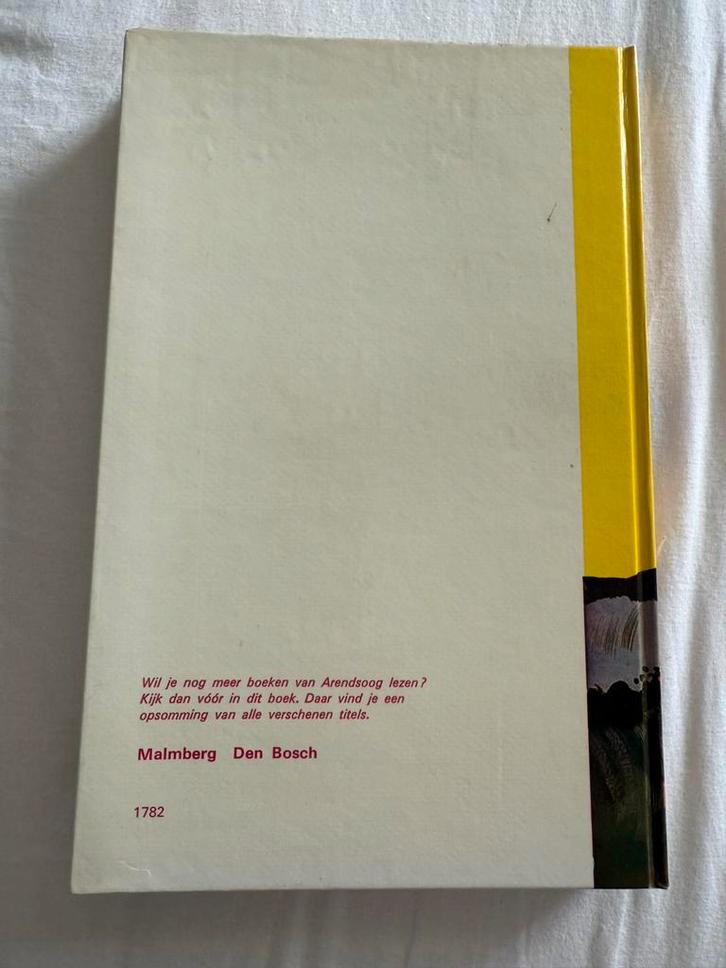 Wil je nog meer boeken van Arendsoog lezen?
Kijk dan vóór in dit boek. Daar vind je een
opsomming van alle verschenen titels.
Malmberg Den Bosch
1782